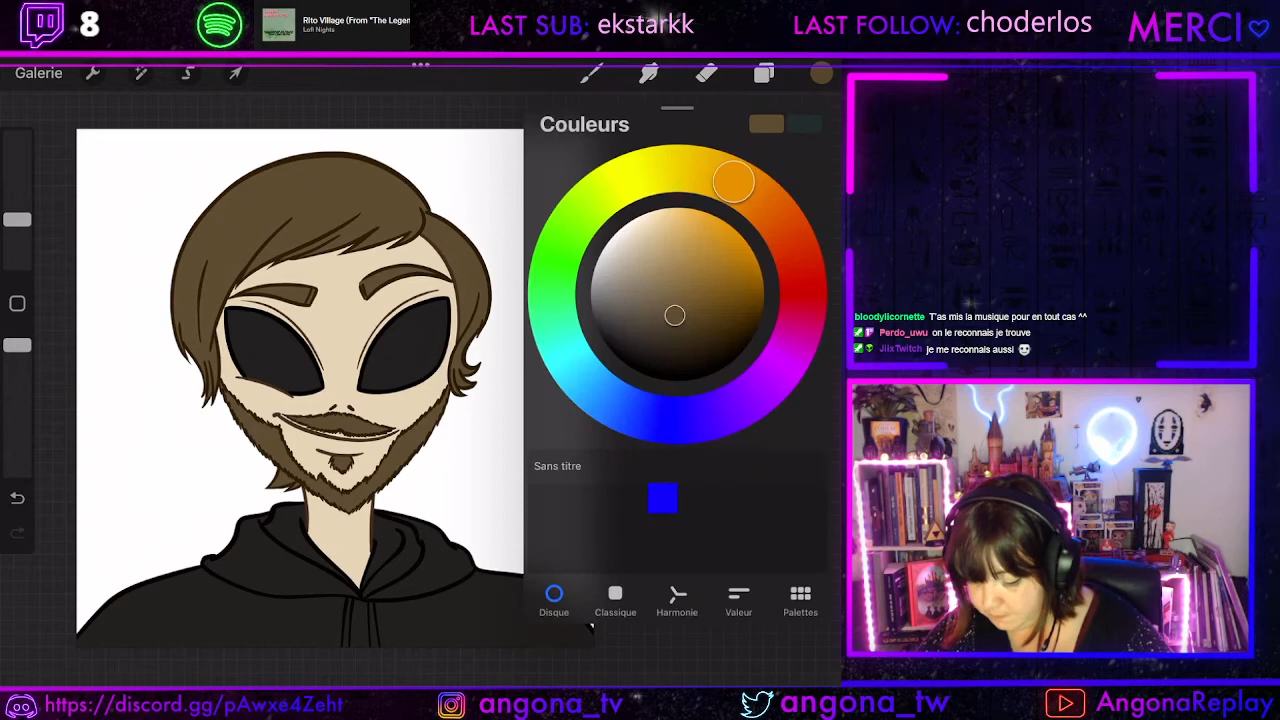 8
Rito Village (From "The Legen
Lofi Nights
LAST SUB: ekstarkk
LAST FOLLOW: choderlos
MERCI
Galerie
Couleurs
Sans titre
Disque
Classique
Harmonie
Valeur
Palettes
bloodylicornette T'as mis la musique pour en tout cas ^^
Perdo_uwu on le reconnais je trouve
JiixTwitch je me reconnais aussi
https://discord.gg/pAwxe4Zeht
angona_tv
angona_tw
AngonaReplay